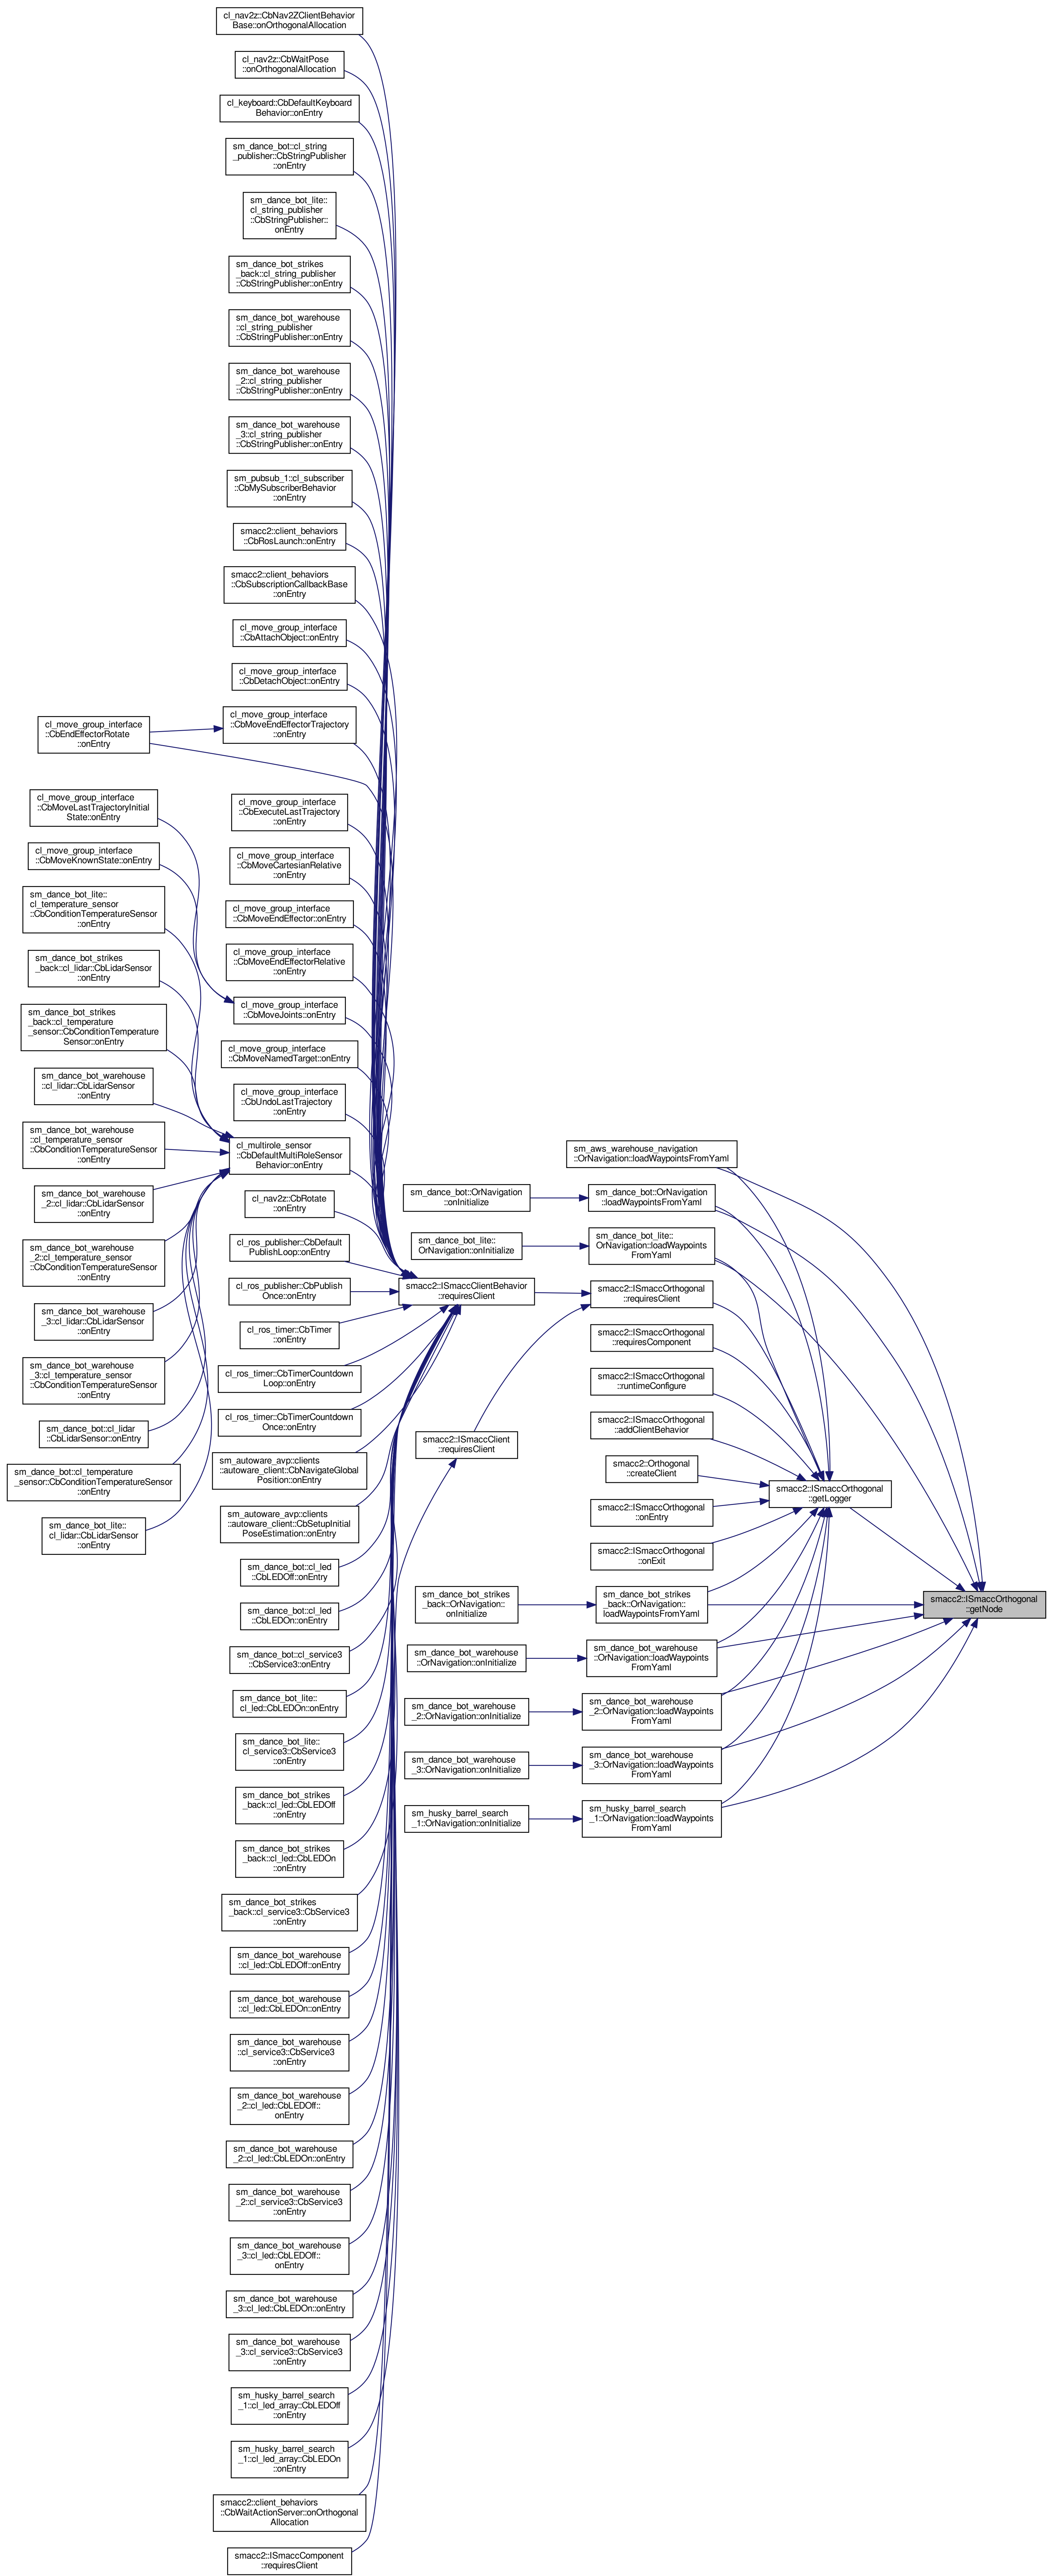 cl_nav2z::CbNav2ZClientBehavior
Base::onOrthogonalAllocation
cl_nav2z::CbWaitPose
::onOrthogonalAllocation
cl_keyboard::CbDefaultKeyboard
Behavior::onEntry
sm_dance_bot::cl_string
_publisher::CbStringPublisher
::onEntry
sm_dance_bot_lite::
cl_string_publisher
::CbStringPublisher::
onEntry
sm_dance_bot_strikes
_back::cl_string_publisher
::CbStringPublisher::onEntry
sm_dance_bot_warehouse
::cl_string_publisher
::CbStringPublisher::onEntry
sm_dance_bot_warehouse
_2::cl_string_publisher
::CbStringPublisher::onEntry
sm_dance_bot_warehouse
_3::cl_string_publisher
::CbStringPublisher::onEntry
sm_pubsub_1::cl_subscriber
::CbMySubscriberBehavior
::onEntry
smacc2::client_behaviors
::CbRosLaunch::onEntry
smacc2::client_behaviors
::CbSubscriptionCallbackBase
::onEntry
cl_move_group_interface
::CbAttachObject::onEntry
cl_move_group_interface
::CbDetachObject::onEntry
cl_move_group_interface
::CbMoveEndEffectorTrajectory
::onEntry
cl_move_group_interface
::CbEndEffectorRotate
::onEntry
cl_move_group_interface
::CbExecuteLastTrajectory
::onEntry
cl_move_group_interface
::CbMoveCartesianRelative
::onEntry
cl_move_group_interface
::CbMoveEndEffector::onEntry
cl_move_group_interface
::CbMoveEndEffectorRelative
::onEntry
cl_move_group_interface
::CbMoveJoints::onEntry
cl_move_group_interface
::CbMoveNamedTarget::onEntry
cl_move_group_interface
::CbUndoLastTrajectory
::onEntry
cl_multirole_sensor
::CbDefaultMultiRoleSensor
Behavior::onEntry
cl_move_group_interface
::CbMoveLastTrajectoryInitial
State::onEntry
cl_move_group_interface
::CbMoveKnownState::onEntry
sm_dance_bot_lite::
cl_temperature_sensor
::CbConditionTemperatureSensor
::onEntry
sm_dance_bot_strikes
_back::cl_lidar::CbLidarSensor
::onEntry
sm_dance_bot_strikes
_back::cl_temperature
_sensor::CbConditionTemperature
Sensor::onEntry
sm_dance_bot_warehouse
::cl_lidar::CbLidarSensor
::onEntry
sm_dance_bot_warehouse
::cl_temperature_sensor
::CbConditionTemperatureSensor
::onEntry
sm_dance_bot_warehouse
_2::cl_lidar::CbLidarSensor
::onEntry
sm_dance_bot_warehouse
_2::cl_temperature_sensor
::CbConditionTemperatureSensor
::onEntry
sm_dance_bot_warehouse
_3::cl_lidar::CbLidarSensor
::onEntry
sm_dance_bot_warehouse
_3::cl_temperature_sensor
::CbConditionTemperatureSensor
::onEntry
sm_dance_bot::cl_lidar
::CbLidarSensor::onEntry
sm_dance_bot::cl_temperature
_sensor::CbConditionTemperatureSensor
::onEntry
sm_dance_bot_lite::
cl_lidar::CbLidarSensor
::onEntry
cl_nav2z::CbRotate
::onEntry
cl_ros_publisher::CbDefault
PublishLoop::onEntry
cl_ros_publisher::CbPublish
Once::onEntry
cl_ros_timer::CbTimer
::onEntry
cl_ros_timer::CbTimerCountdown
Loop::onEntry
cl_ros_timer::CbTimerCountdown
Once::onEntry
sm_autoware_avp::clients
::autoware_client::CbNavigateGlobal
Position::onEntry
sm_autoware_avp::clients
::autoware_client::CbSetupInitial
PoseEstimation::onEntry
sm_dance_bot::cl_led
::CbLEDOff::onEntry
sm_dance_bot::cl_led
::CbLEDOn::onEntry
sm_dance_bot::cl_service3
::CbService3::onEntry
sm_dance_bot_lite::
cl_led::CbLEDOn::onEntry
sm_dance_bot_lite::
cl_service3::CbService3
::onEntry
sm_dance_bot_strikes
_back::cl_led::CbLEDOff
::onEntry
sm_dance_bot_strikes
_back::cl_led::CbLEDOn
::onEntry
sm_dance_bot_strikes
_back::cl_service3::CbService3
::onEntry
sm_dance_bot_warehouse
::cl_led::CbLEDOff::onEntry
sm_dance_bot_warehouse
::cl_led::CbLEDOn::onEntry
sm_dance_bot_warehouse
::cl_service3::CbService3
::onEntry
sm_dance_bot_warehouse
_2::cl_led::CbLEDOff::
onEntry
sm_dance_bot_warehouse
_2::cl_led::CbLEDOn::onEntry
sm_dance_bot_warehouse
_2::cl_service3::CbService3
::onEntry
sm_dance_bot_warehouse
_3::cl_led::CbLEDOff::
onEntry
sm_dance_bot_warehouse
_3::cl_led::CbLEDOn::onEntry
sm_dance_bot_warehouse
_3::cl_service3::CbService3
::onEntry
sm_husky_barrel_search
_1::cl_led_array::CbLEDOff
::onEntry
sm_husky_barrel_search
_1::cl_led_array::CbLEDOn
::onEntry
smacc2::client_behaviors
::CbWaitActionServer::onOrthogonal
Allocation
smacc2::ISmaccComponent
::requiresClient
smacc2::ISmaccClientBehavior
::requiresClient
smacc2::ISmaccClient
::requiresClient
sm_dance_bot::OrNavigation
::onInitialize
sm_dance_bot_lite::
OrNavigation::onInitialize
sm_dance_bot_strikes
_back::OrNavigation::
onInitialize
sm_dance_bot_warehouse
::OrNavigation::onInitialize
sm_dance_bot_warehouse
_2::OrNavigation::onInitialize
sm_dance_bot_warehouse
_3::OrNavigation::onInitialize
sm_husky_barrel_search
_1::OrNavigation::onInitialize
sm_aws_warehouse_navigation
::OrNavigation::loadWaypointsFromYaml
sm_dance_bot::OrNavigation
::loadWaypointsFromYaml
sm_dance_bot_lite::
OrNavigation::loadWaypoints
FromYaml
smacc2::ISmaccOrthogonal
::requiresClient
smacc2::ISmaccOrthogonal
::requiresComponent
smacc2::ISmaccOrthogonal
::runtimeConfigure
smacc2::ISmaccOrthogonal
::addClientBehavior
smacc2::Orthogonal
::createClient
smacc2::ISmaccOrthogonal
::onEntry
smacc2::ISmaccOrthogonal
::onExit
sm_dance_bot_strikes
_back::OrNavigation::
loadWaypointsFromYaml
sm_dance_bot_warehouse
::OrNavigation::loadWaypoints
FromYaml
sm_dance_bot_warehouse
_2::OrNavigation::loadWaypoints
FromYaml
sm_dance_bot_warehouse
_3::OrNavigation::loadWaypoints
FromYaml
sm_husky_barrel_search
_1::OrNavigation::loadWaypoints
FromYaml
smacc2::ISmaccOrthogonal
::getLogger
smacc2::ISmaccOrthogonal
::getNode